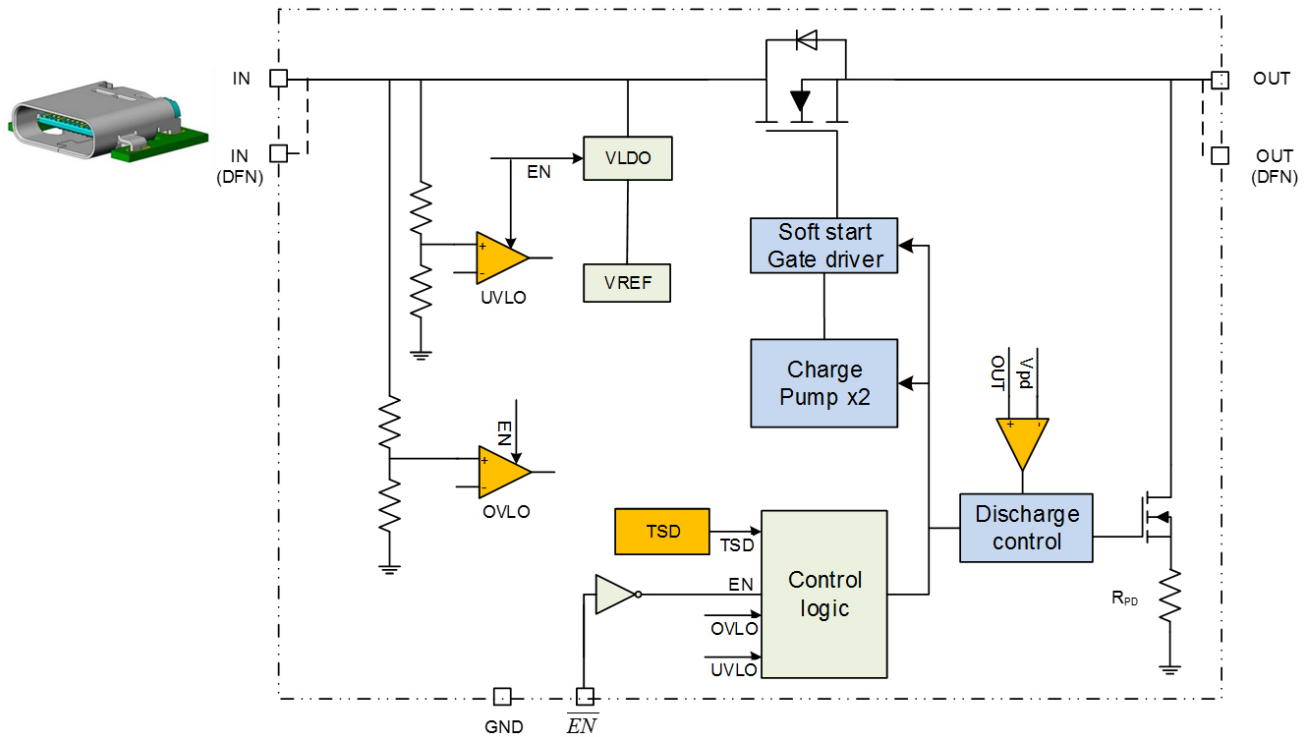 IN
OUT
IN
(DFN)
OUT
(DFN)
VLDO
EN
Soft start
Gate driver
+
-
UVLO
VREF
Charge
Pump x2
OUT
Vpd
+
-
EN
+
-
OVLO
TSD
TSD
Discharge
control
EN
Control
logic
OVLO
UVLO
RPD
GND
EN